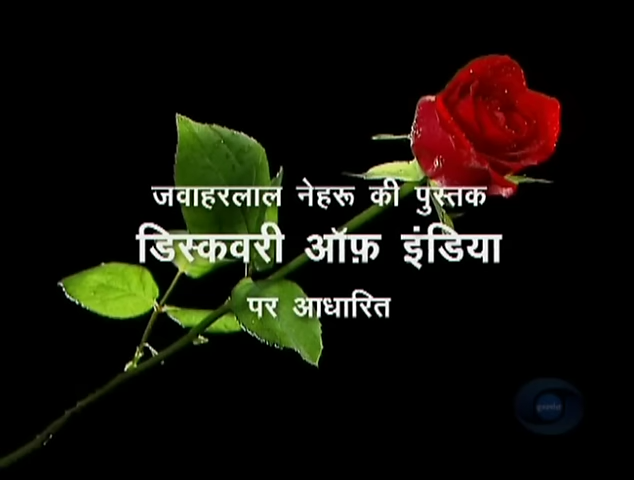 जवाहरलाल नेहरू की पुस्तक
डिस्कवरी ऑफ़ इंडिया
पर आधारित